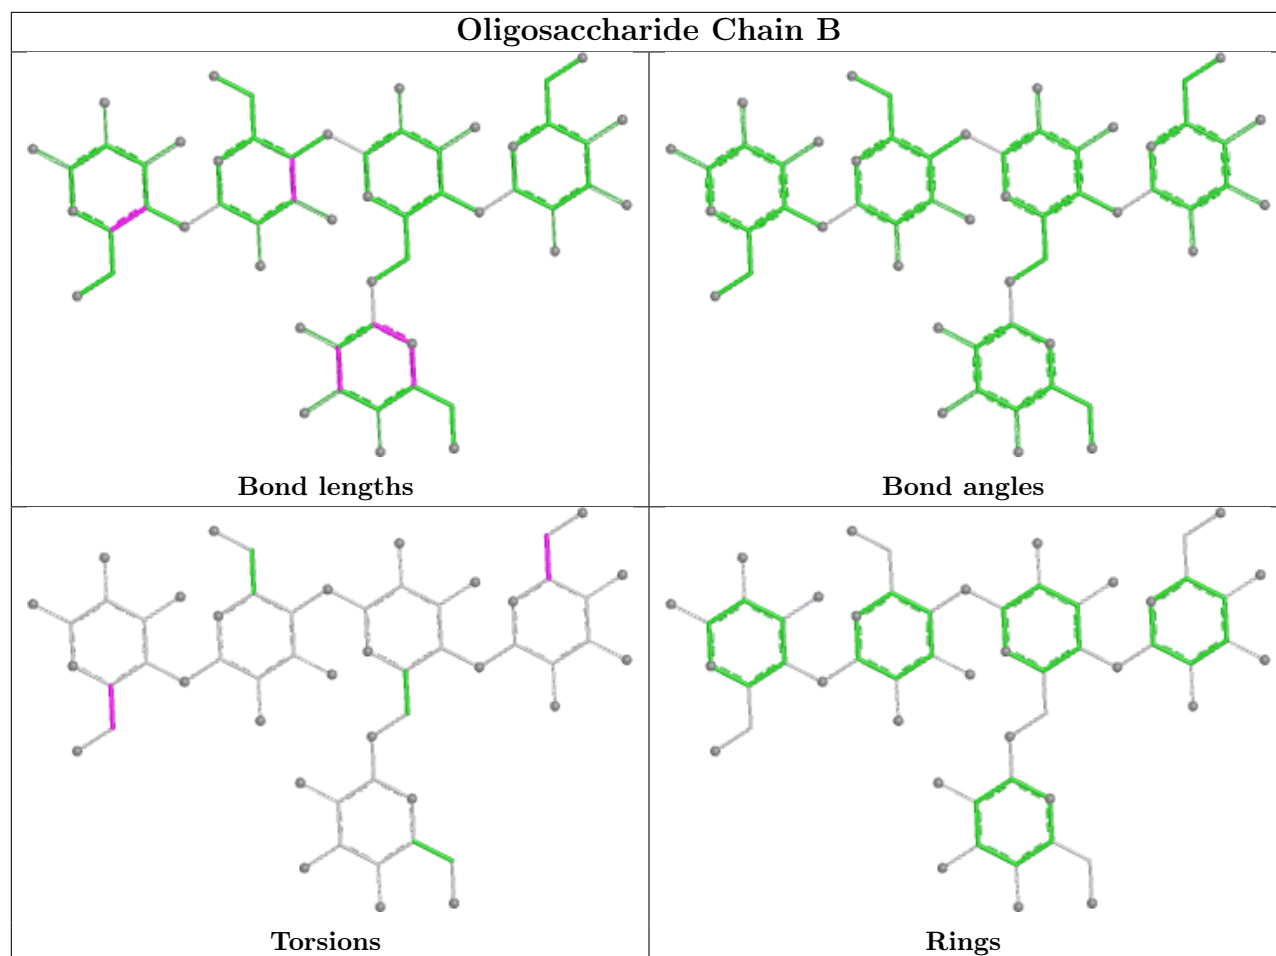 Oligosaccharide Chain B
Bond lengths
Bond angles
Torsions
Rings